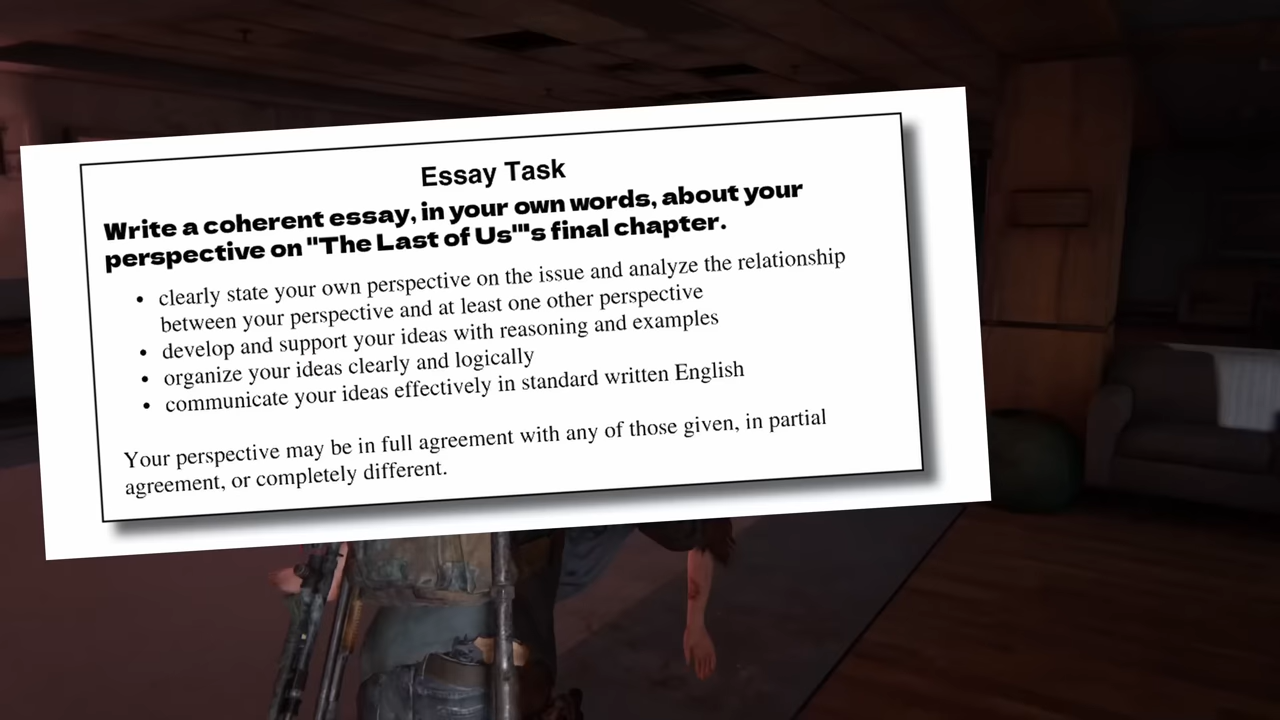 Essay Task
Write a coherent essay, in your own words, about your
perspective on "The Last of Us"'s final chapter.
• clearly state your own perspective on the issue and analyze the relationship
between your perspective and at least one other perspective
• develop and support your ideas with reasoning and examples
• organize your ideas clearly and logically
• communicate your ideas effectively in standard written English
Your perspective may be in full agreement with any of those given, in partial
agreement, or completely different.